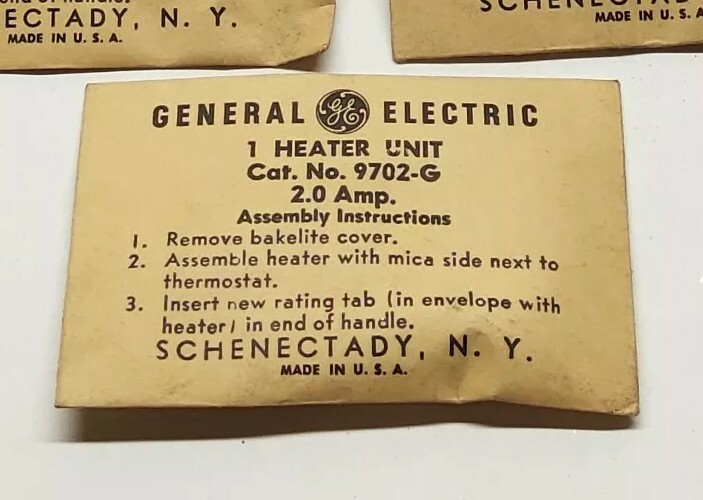 ECTADY, N. Y.
MADE IN U. S. A.
SCHENECTAD
MADE IN U. S. A
GENERAL GE ELECTRIC
1 HEATER UNIT
Cat. No. 9702-G
2.0 Amp.
Assembly Instructions
1. Remove bakelite cover.
2. Assemble heater with mica side next to
thermostat.
3. Insert new rating tab (in envelope with
heater) in end of handle.
SCHENECTADY, N. Y.
MADE IN U. S. A.